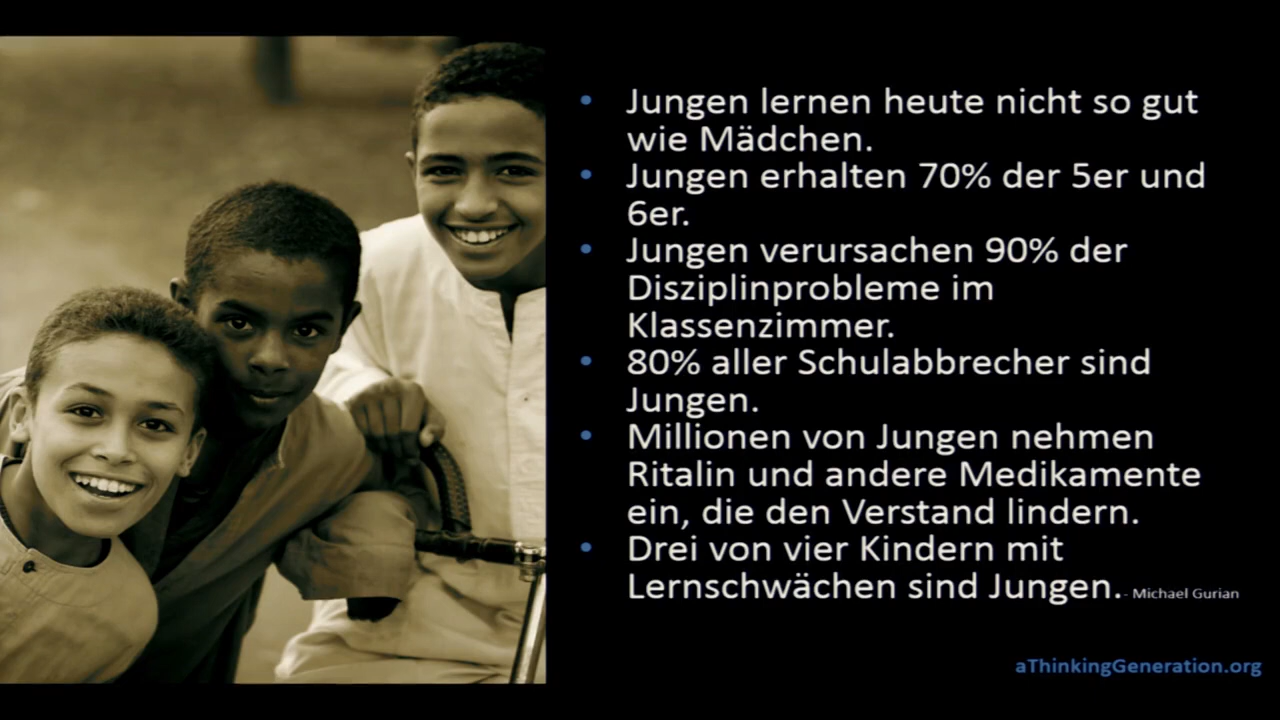 • Jungen lernen heute nicht so gut
wie Mädchen.
• Jungen erhalten 70% der 5er und
6er.
• Jungen verursachen 90% der
Disziplinprobleme im
Klassenzimmer.
• 80% aller Schulabbrecher sind
Jungen.
• Millionen von Jungen nehmen
Ritalin und andere Medikamente
ein, die den Verstand lindern.
• Drei von vier Kindern mit
Lernschwächen sind Jungen.- Michael Gurian
aThinkingGeneration.org